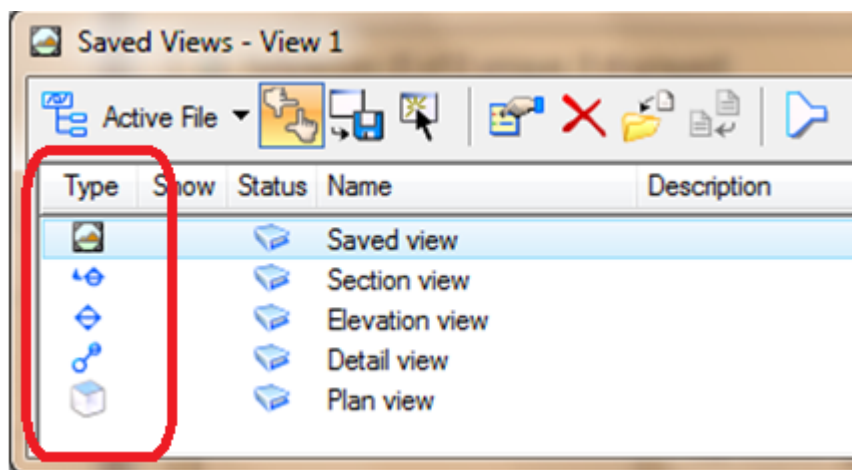 Saved Views - View 1
Active File
Type Show Status Name Description
Saved view
Section view
Elevation view
Detail view
Plan view